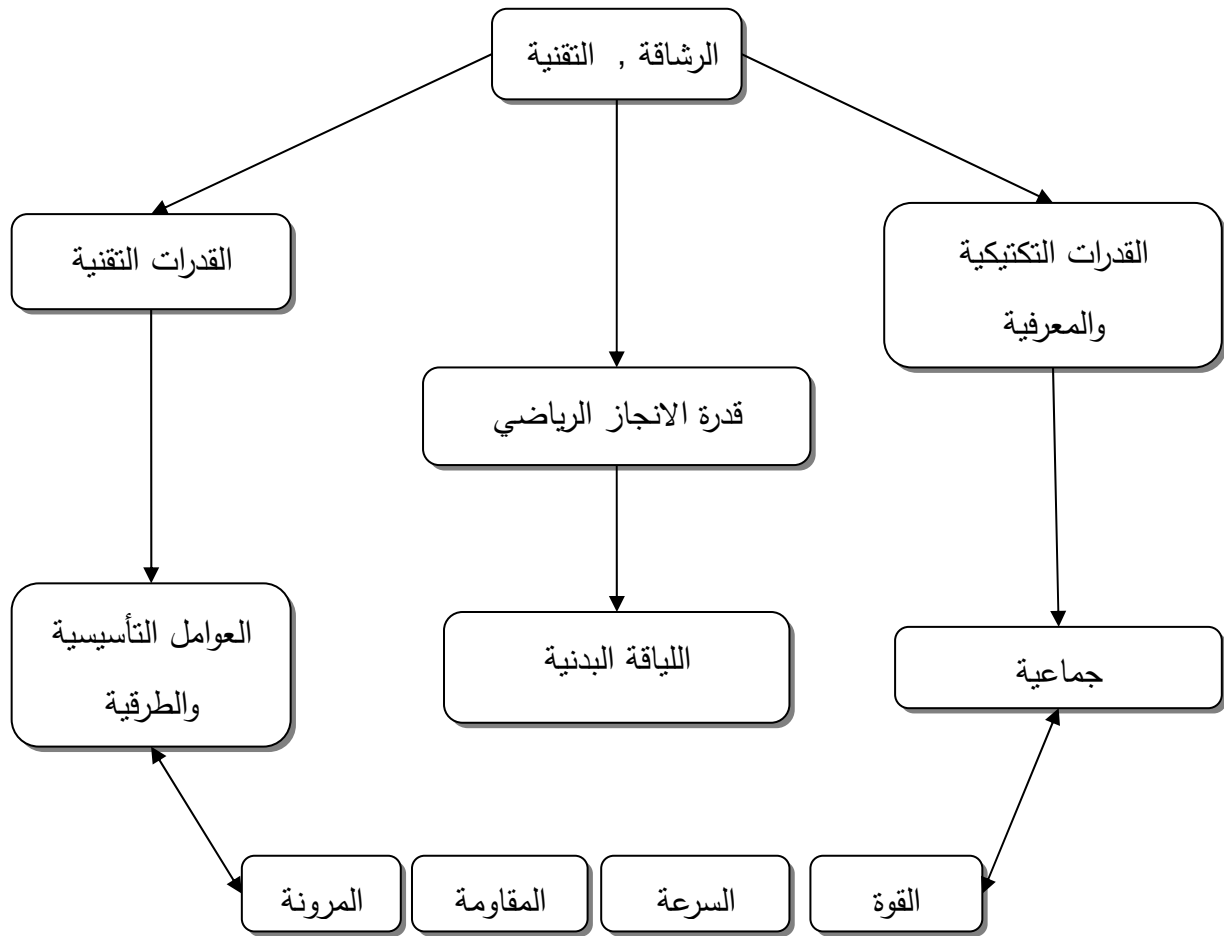 الرشاقة , التقنية
القدرات التكتيكية
والمعرفية
القدرات التقنية
قدرة الانجاز الرياضي
العوامل التأسيسية
والطرقية
اللياقة البدنية
جماعية
القوة
السرعة
المقاومة
المرونة